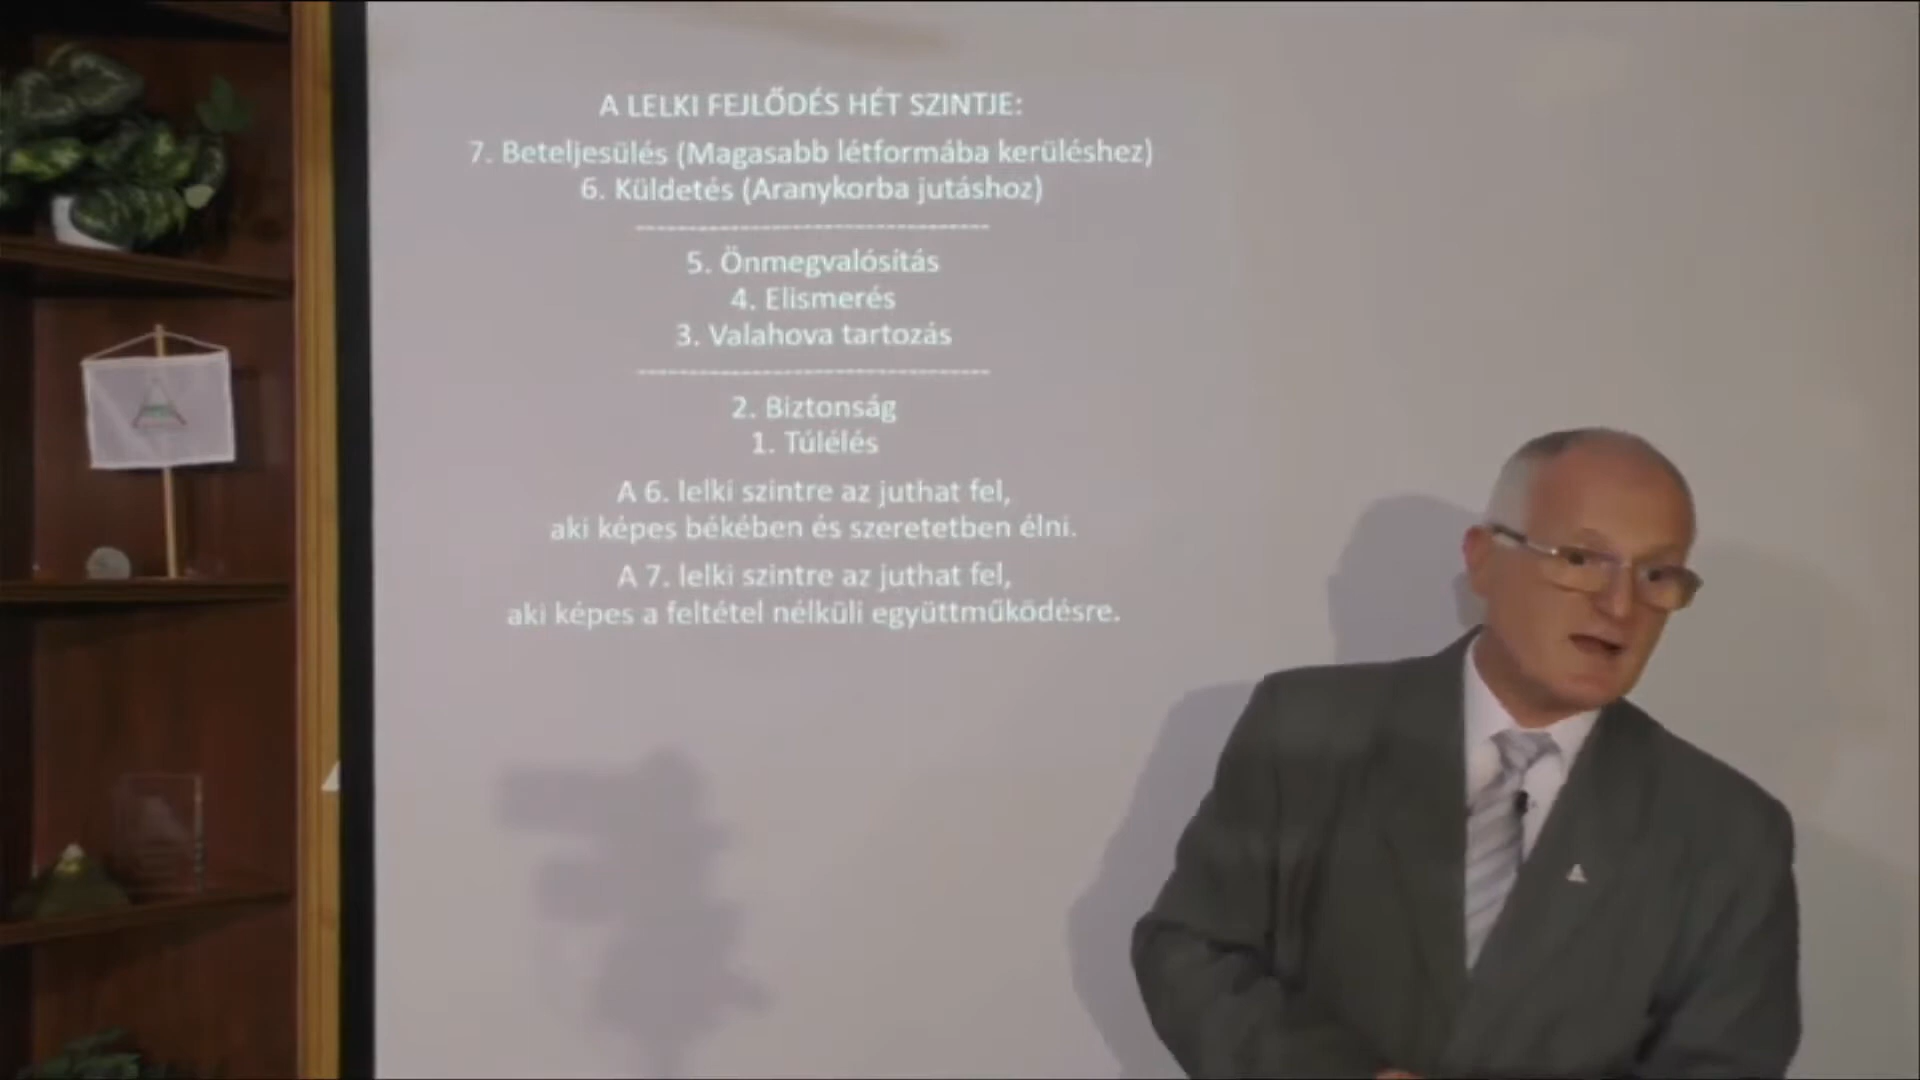 A LELKI FEJLŐDÉS HÉT SZINTJE:
7. Beteljesülés (Magasabb létformába kerüléshez)
6. Küldetés (Aranykorba jutáshoz)
--------------------------------
5. Önmegvalósítás
4. Elismerés
3. Valahova tartozás
--------------------------------
2. Biztonság
1. Túlélés
A 6. lelki szintre az juthat fel,
aki képes békében és szeretetben élni.
A 7. lelki szintre az juthat fel,
aki képes a feltétel nélküli együttműködésre.